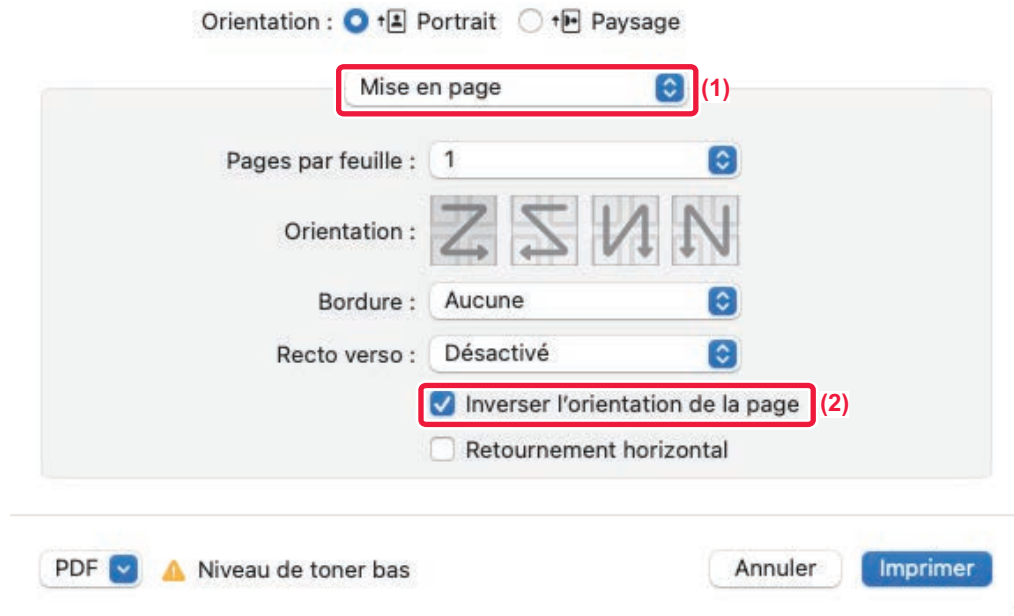 Orientation : Portrait Paysage
Mise en page (1)
Pages par feuille : 1
Orientation :
Bordure : Aucune
Recto verso : Désactivé
Inverser l'orientation de la page (2)
Retournement horizontal
PDF Niveau de toner bas Annuler Imprimer